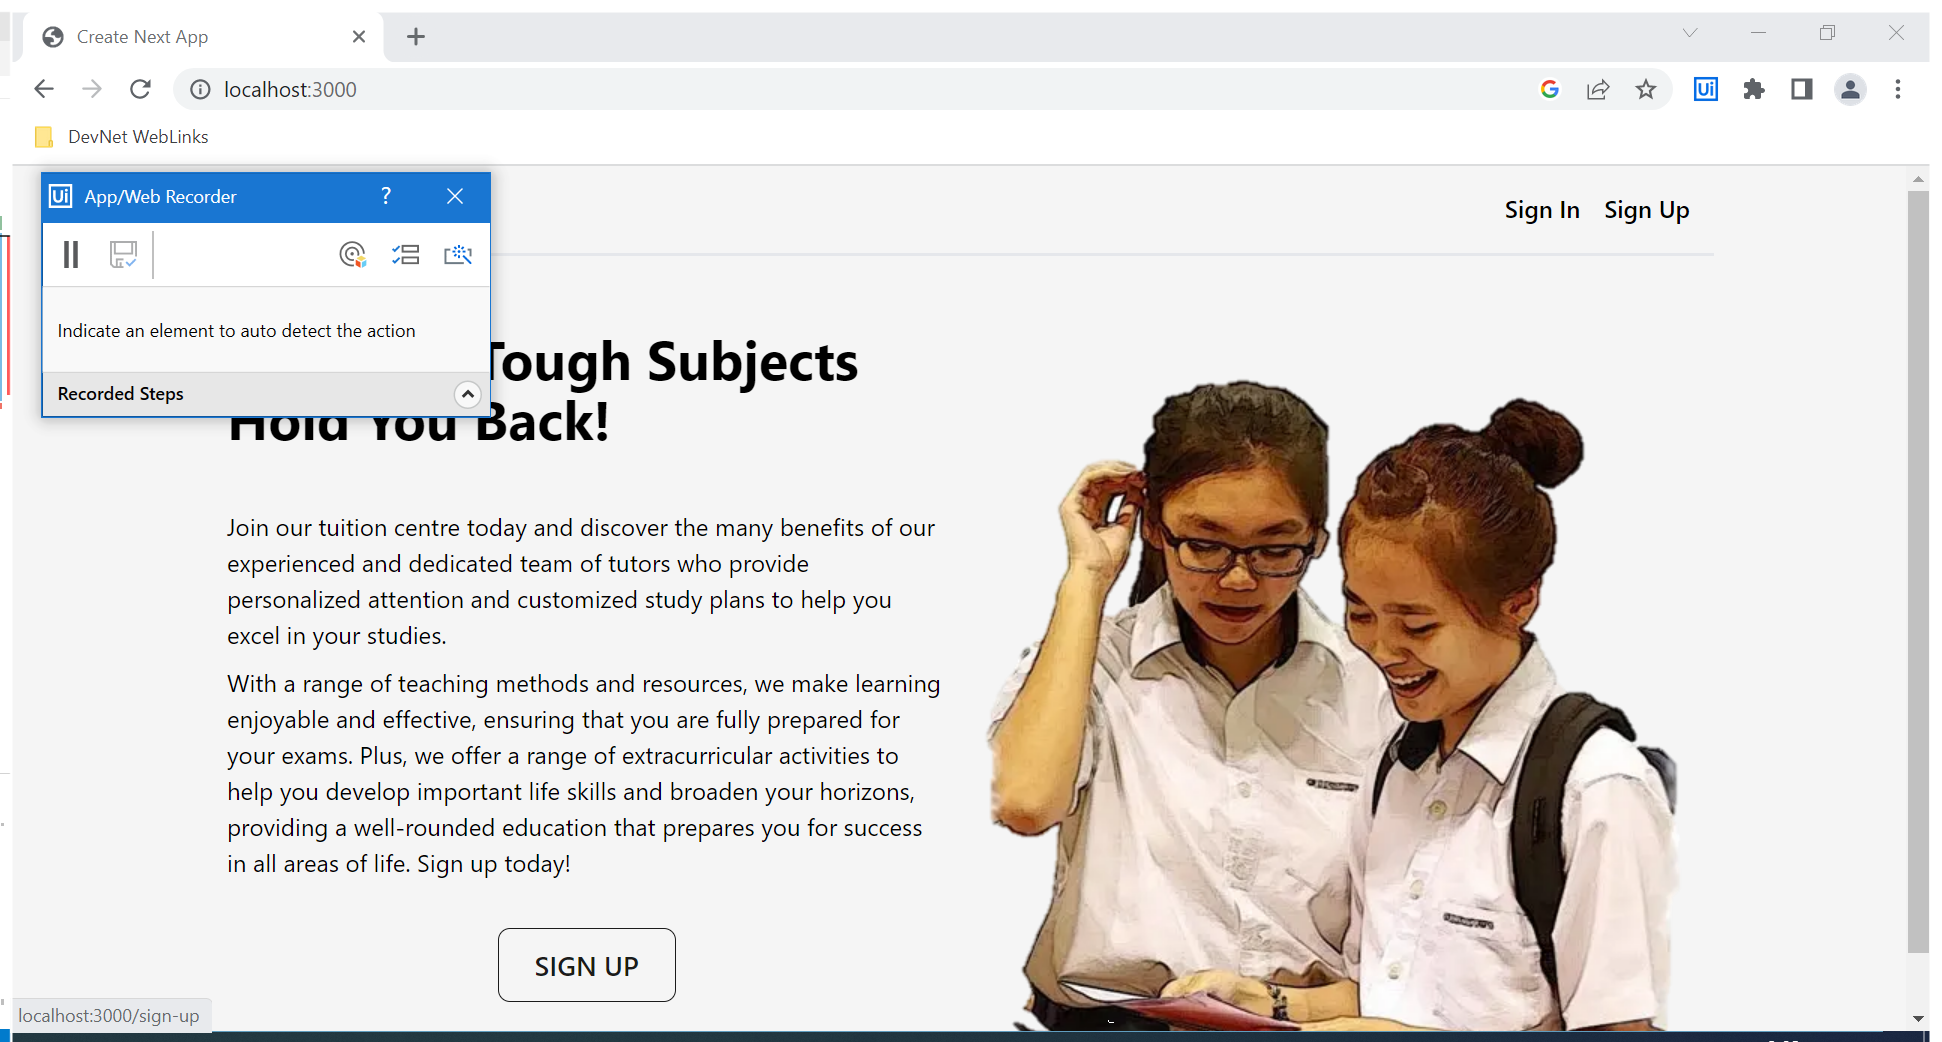 Create Next App
localhost:3000
DevNet WebLinks
Ui App/Web Recorder ?
Indicate an element to auto detect the action
Recorded Steps
Sign In Sign Up
Tough Subjects
Hold You Back!
Join our tuition centre today and discover the many benefits of our
experienced and dedicated team of tutors who provide
personalized attention and customized study plans to help you
excel in your studies.
With a range of teaching methods and resources, we make learning
enjoyable and effective, ensuring that you are fully prepared for
your exams. Plus, we offer a range of extracurricular activities to
help you develop important life skills and broaden your horizons,
providing a well-rounded education that prepares you for success
in all areas of life. Sign up today!
SIGN UP
localhost:3000/sign-up